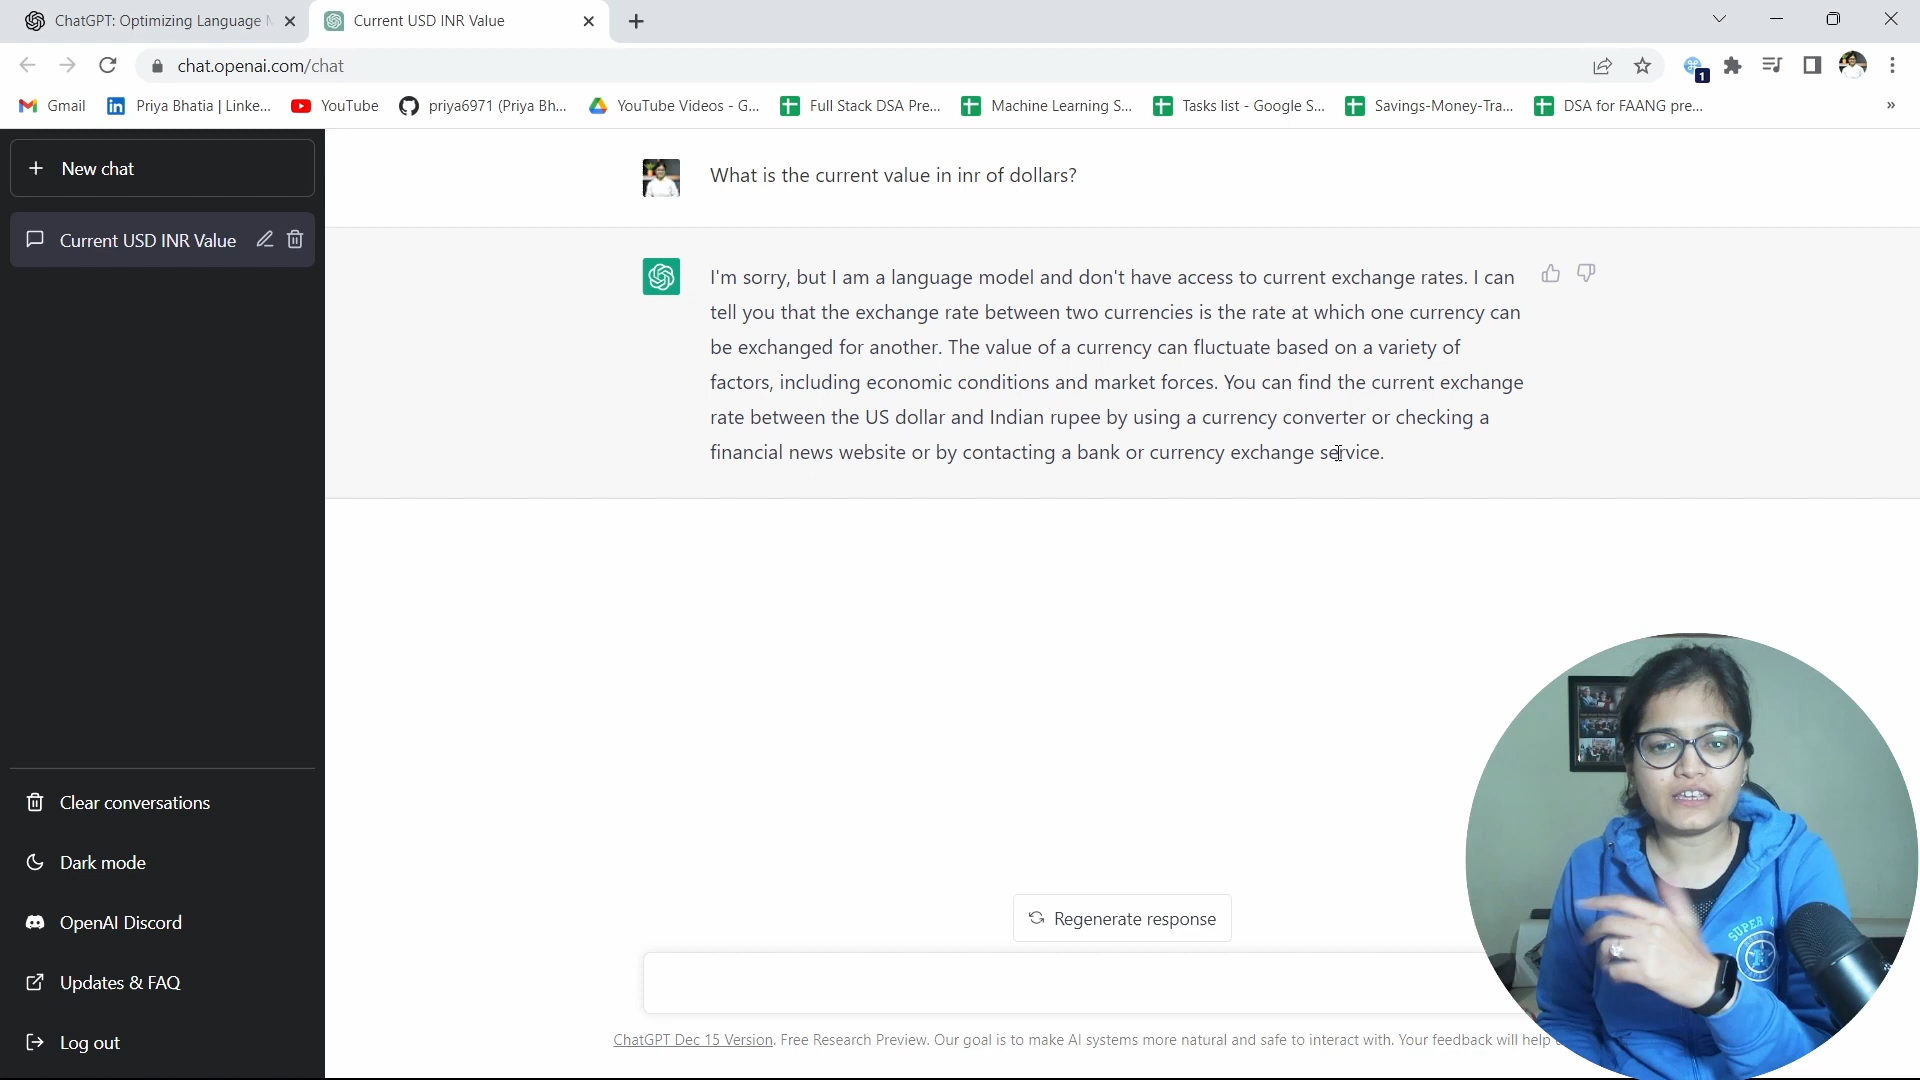 ChatGPT: Optimizing Language
Current USD INR Value
chat.openai.com/chat
1
Gmail
Priya Bhatia | Linke...
YouTube
priya6971 (Priya Bh...
YouTube Videos - G...
Full Stack DSA Pre...
Machine Learning S...
Tasks list - Google S...
Savings-Money-Tra...
DSA for FAANG pre...
»
New chat
Current USD INR Value
What is the current value in inr of dollars?
I'm sorry, but I am a language model and don't have access to current exchange rates. I can
tell you that the exchange rate between two currencies is the rate at which one currency can
be exchanged for another. The value of a currency can fluctuate based on a variety of
factors, including economic conditions and market forces. You can find the current exchange
rate between the US dollar and Indian rupee by using a currency converter or checking a
financial news website or by contacting a bank or currency exchange service.
Clear conversations
Dark mode
OpenAI Discord
Updates & FAQ
Log out
Regenerate response
ChatGPT Dec 15 Version. Free Research Preview. Our goal is to make AI systems more natural and safe to interact with. Your feedback will help
SUPER